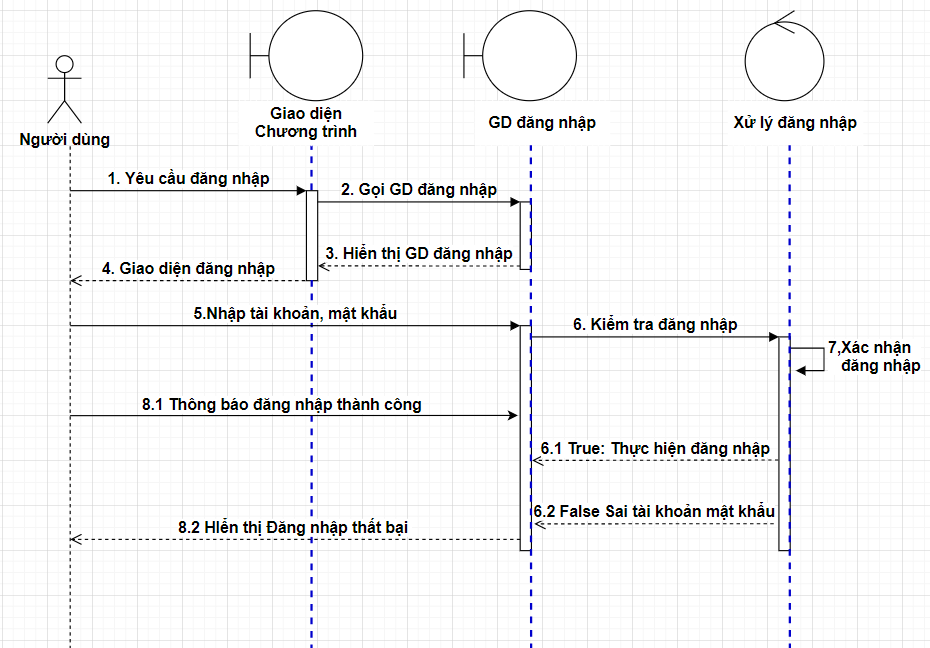 Giao diện
Chương trình
GD đăng nhập
Xử lý đăng nhập
Người dùng
1. Yêu cầu đăng nhập
2. Gọi GD đăng nhập
3. Hiển thị GD đăng nhập
4. Giao diện đăng nhập
5.Nhập tài khoản, mật khẩu
6. Kiểm tra đăng nhập
7,Xác nhận
đăng nhập
8.1 Thông báo đăng nhập thành công
6.1 True: Thực hiện đăng nhập
6.2 False Sai tài khoản mật khẩu
8.2 HIển thị Đăng nhập thất bại